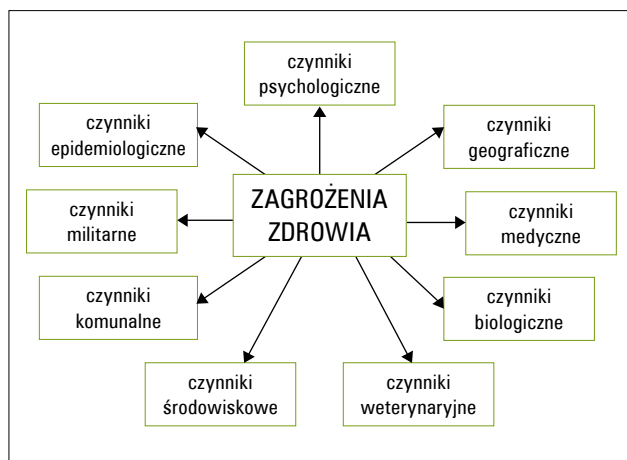 czynniki
psychologiczne
czynniki
epidemiologiczne
czynniki
geograficzne
ZAGROŻENIA
ZDROWIA
czynniki
militarne
czynniki
medyczne
czynniki
komunalne
czynniki
biologiczne
czynniki
środowiskowe
czynniki
weterynaryjne